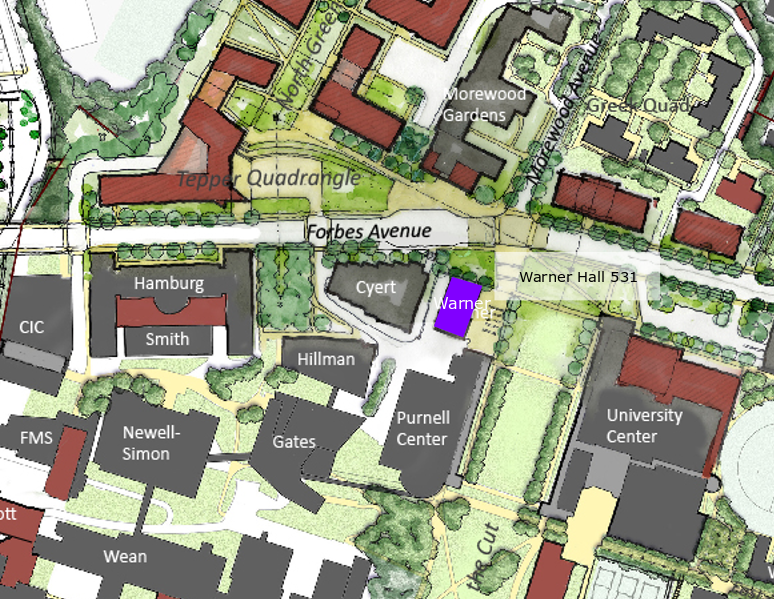 North Green
Morewood
Gardens
Morewood Avenue
Greek Quad
Tepper Quadrangle
Forbes Avenue
Warner Hall 531
Hamburg
Cyert
Warner
CIC
Smith
Hillman
FMS
Newell-
Simon
Gates
Purnell
Center
University
Center
Wean
the Cut